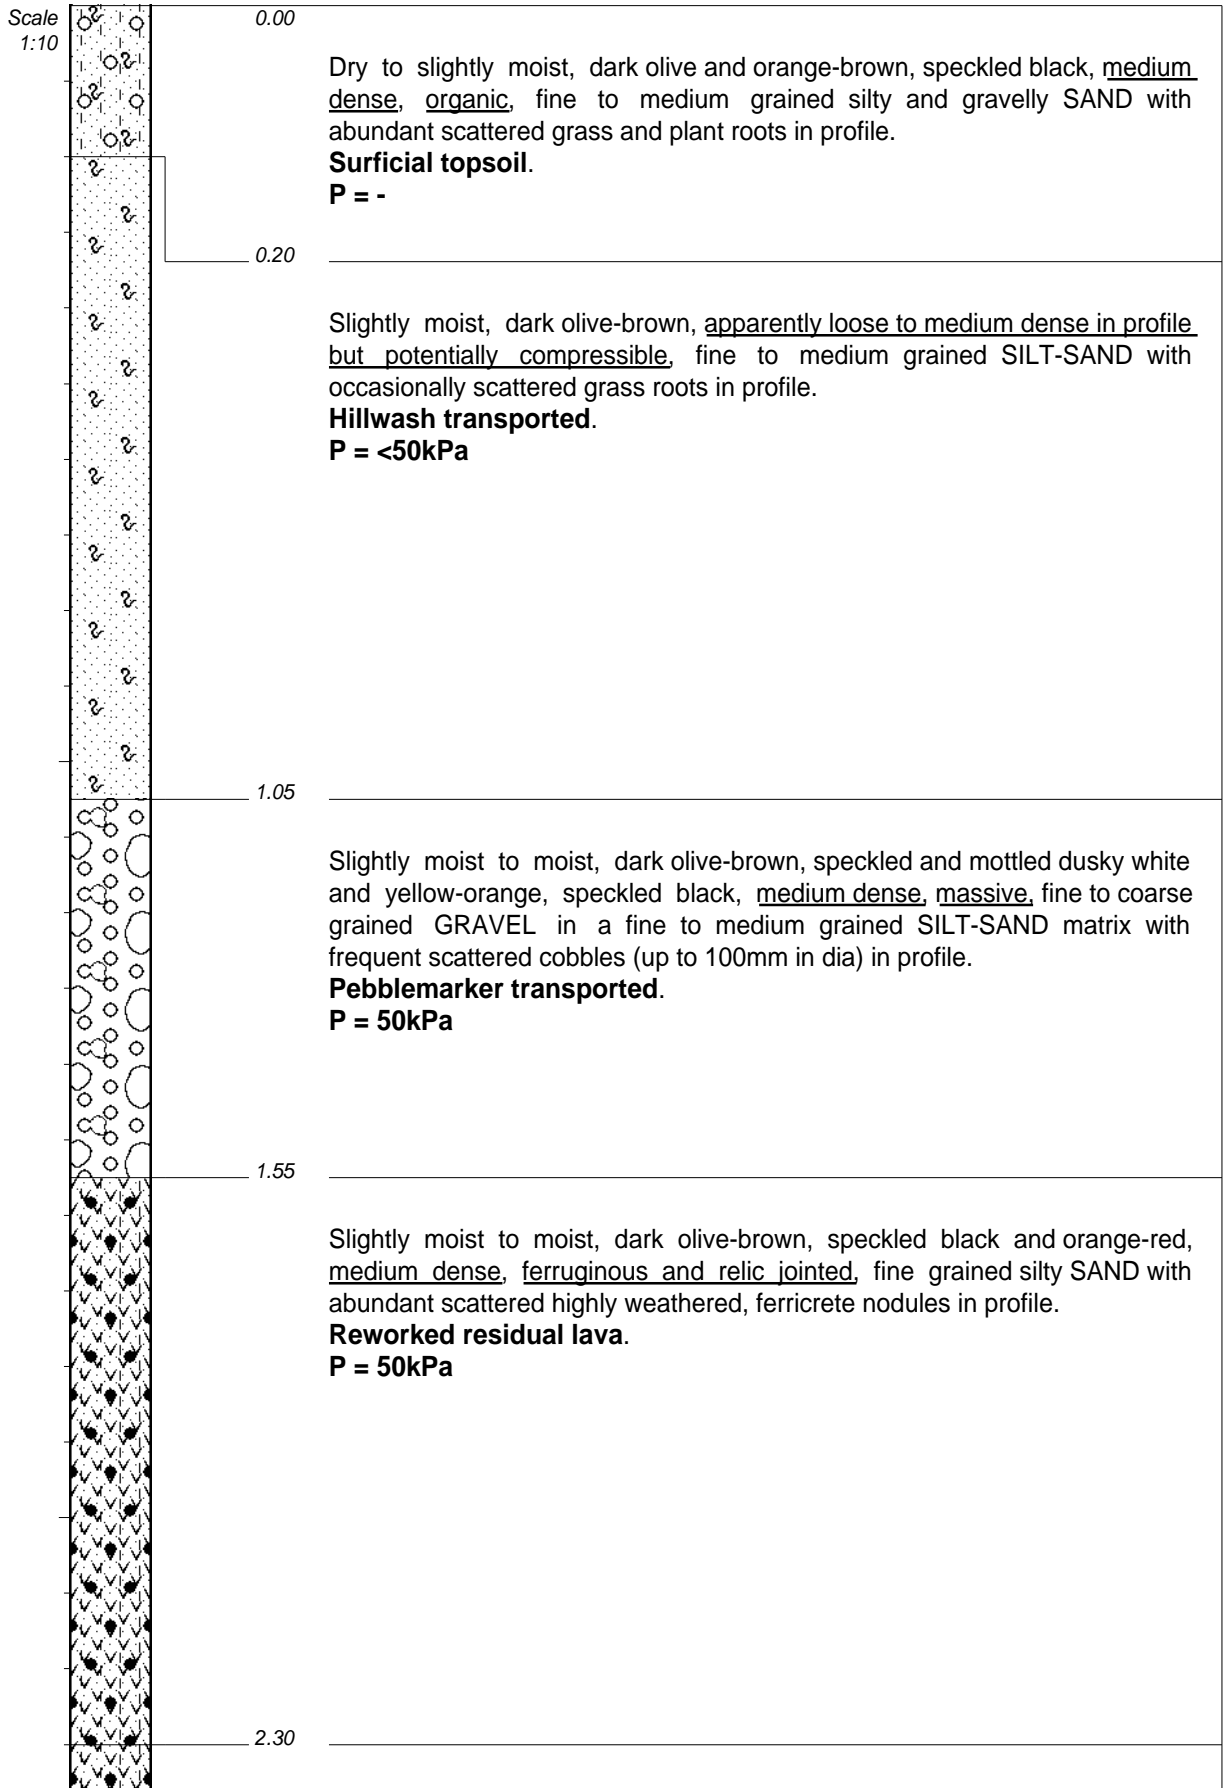 Scale
1:10
0.00
Dry to slightly moist, dark olive and orange-brown, speckled black, medium
dense, organic, fine to medium grained silty and gravelly SAND with
abundant scattered grass and plant roots in profile.
Surficial topsoil.
P = -
0.20
Slightly moist, dark olive-brown, apparently loose to medium dense in profile
but potentially compressible, fine to medium grained SILT-SAND with
occasionally scattered grass roots in profile.
Hillwash transported.
P = <50kPa
1.05
Slightly moist to moist, dark olive-brown, speckled and mottled dusky white
and yellow-orange, speckled black, medium dense, massive, fine to coarse
grained GRAVEL in a fine to medium grained SILT-SAND matrix with
frequent scattered cobbles (up to 100mm in dia) in profile.
Pebblemarker transported.
P = 50kPa
1.55
Slightly moist to moist, dark olive-brown, speckled black and orange-red,
medium dense, ferruginous and relic jointed, fine grained silty SAND with
abundant scattered highly weathered, ferricrete nodules in profile.
Reworked residual lava.
P = 50kPa
2.30